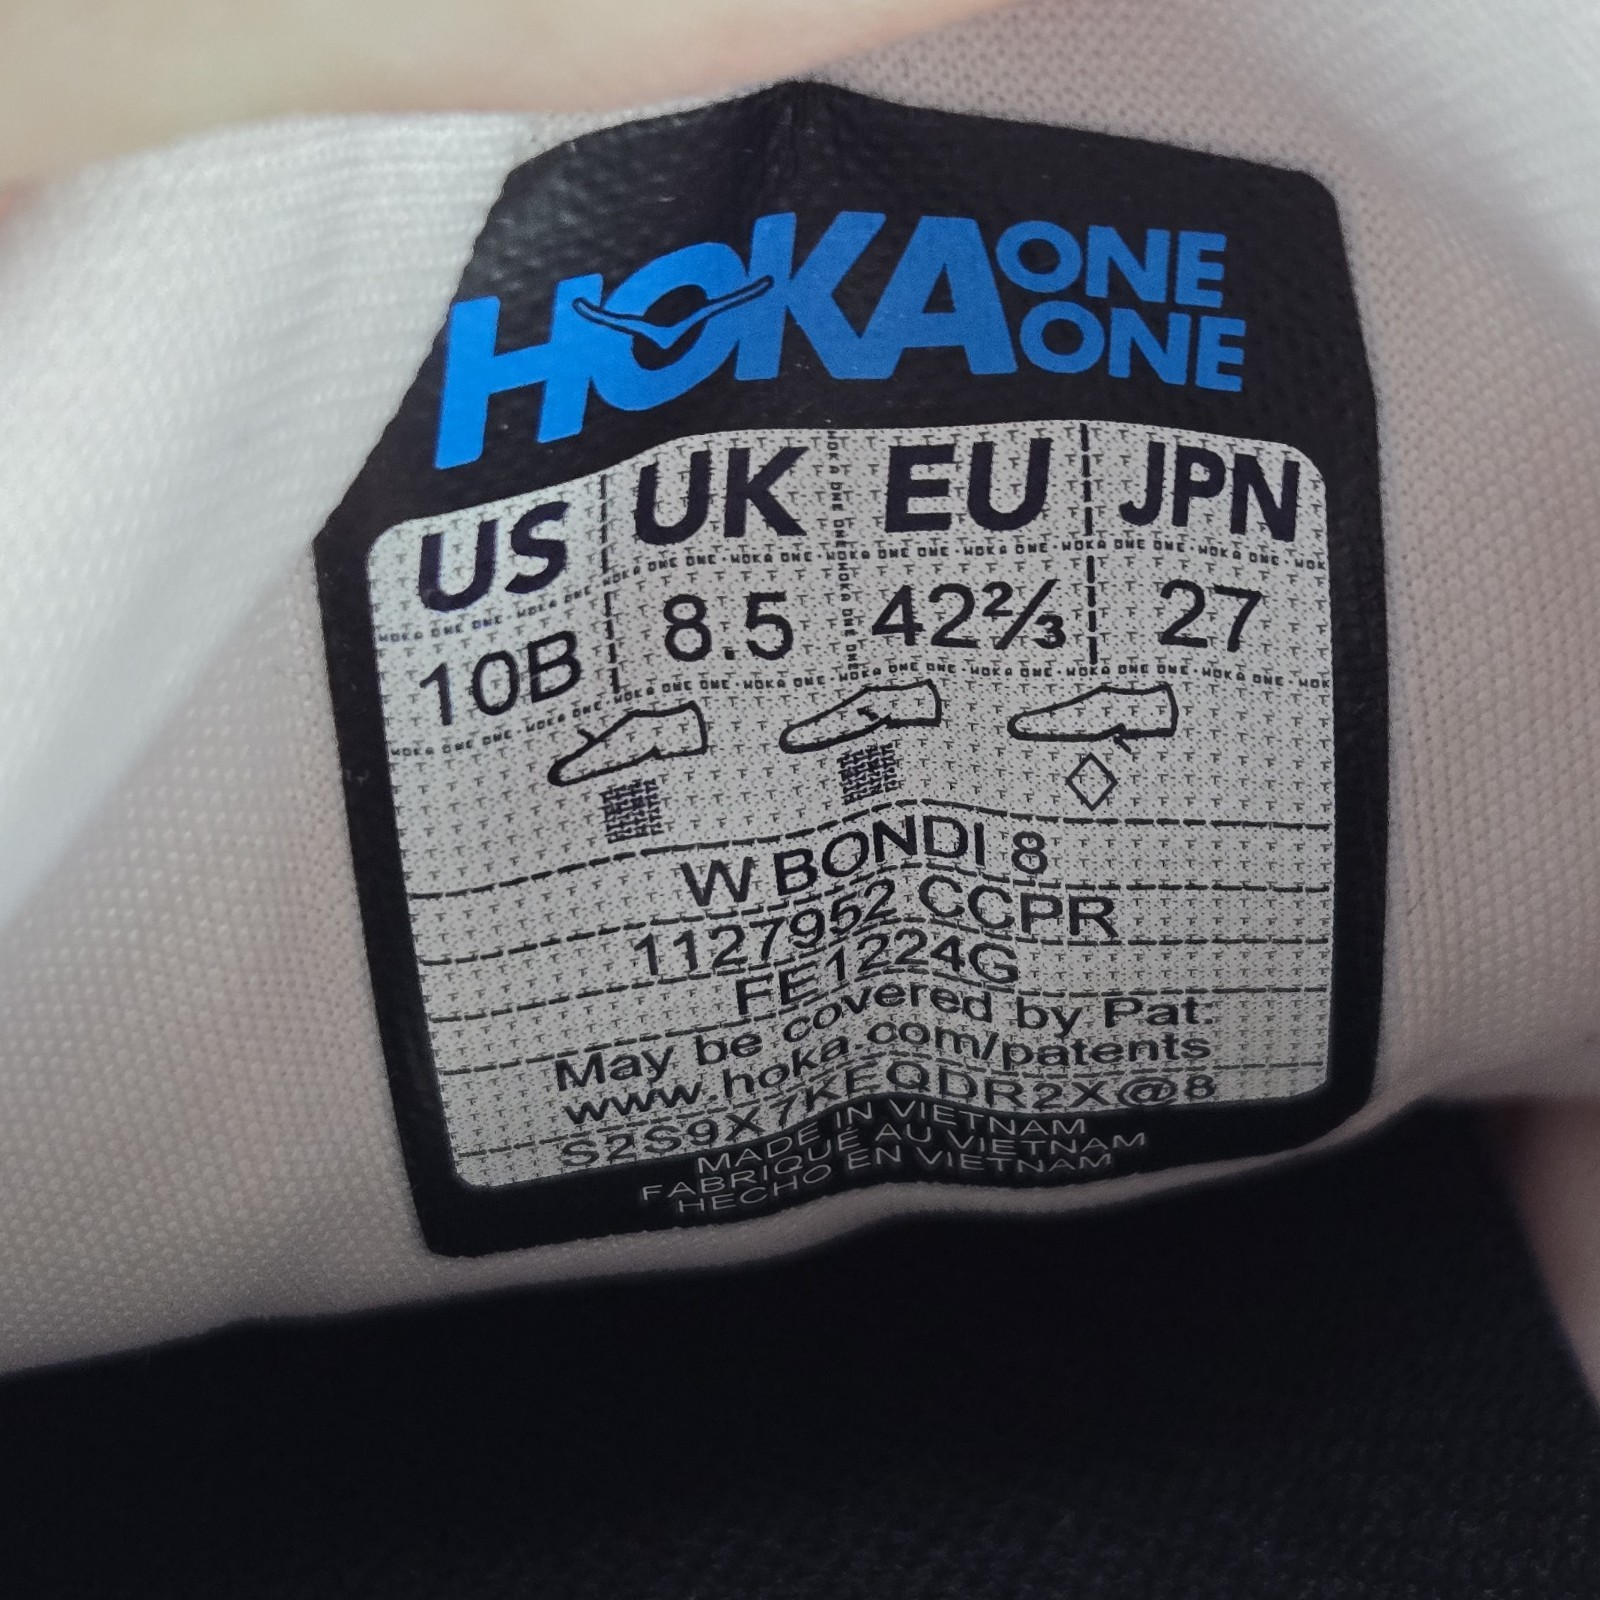 HOKA ONE ONE
US UK EU JPN
10B 8.5 42⅔ 27
W BONDI 8
1127952 CCPR
FE1224G
May be covered by Pat.
www.hoka.com/patents
S2S9X7KEQDR2X@8
MADE IN VIETNAM
FABRIQUÉ AU VIETNAM
HECHO EN VIETNAM